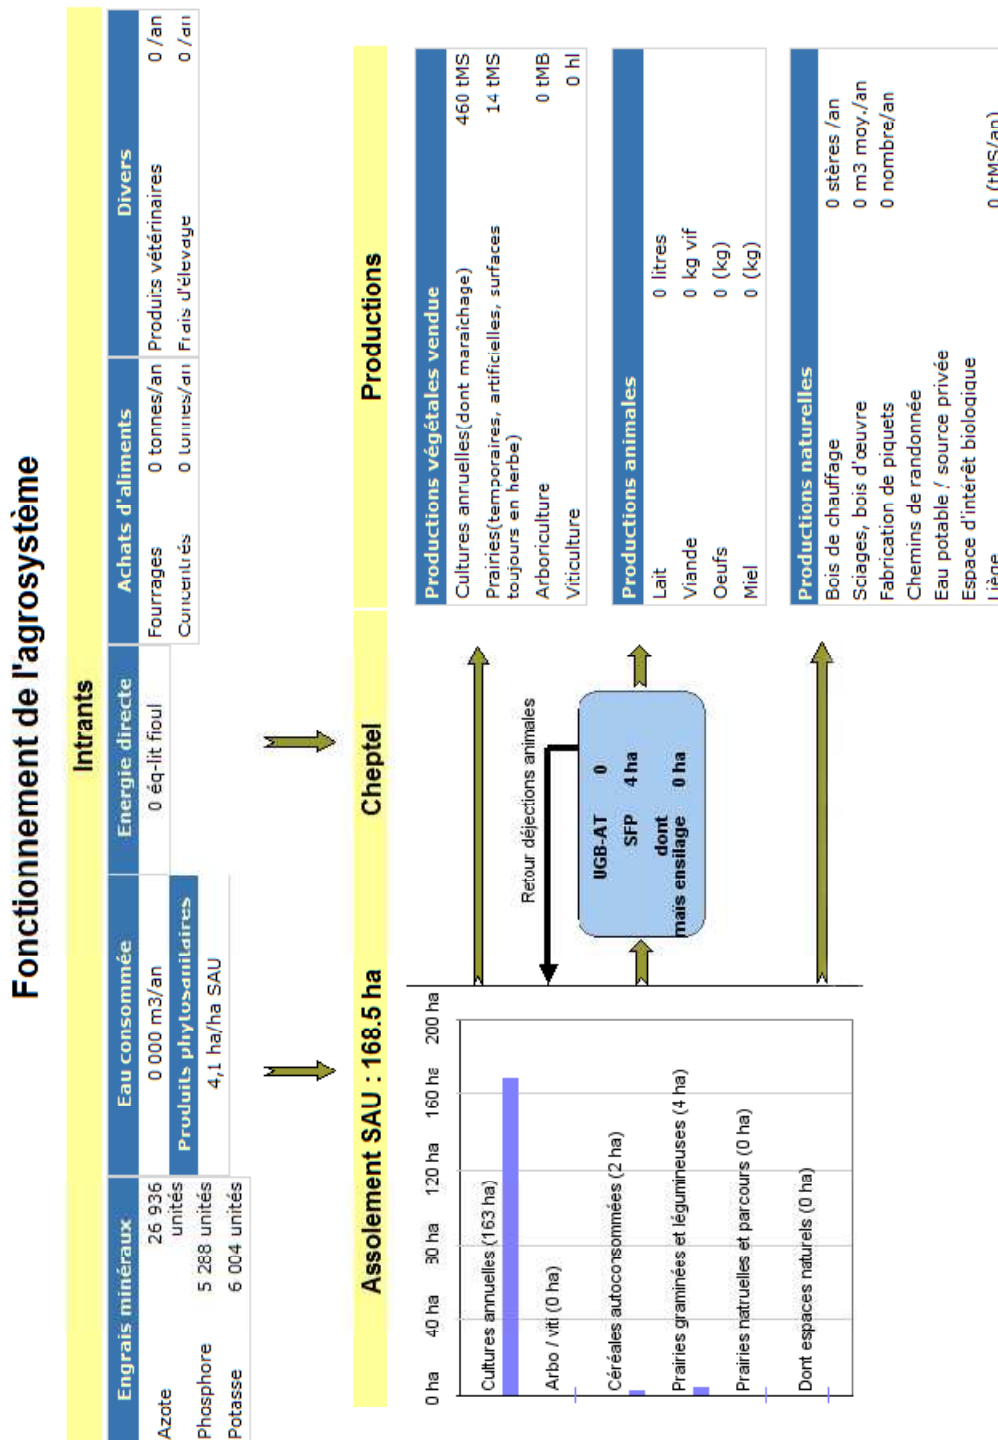 Fonctionnement de l'agrosystème
Intrants
Engrais minéraux
Azote 26 936 unités
Phosphore 5 288 unités
Potasse 6 004 unités
Eau consommée
0 000 m3/an
Produits phytosanitaires
4,1 ha/ha SAU
Energie directe
0 éq-lit fioul
Achats d'aliments
Fourrages 0 tonnes/an
Concentrés 0 tonnes/an
Divers
Produits vétérinaires 0 /an
Frais d'élevage 0 /an
Assolement SAU : 168.5 ha
Cheptel
Productions
0 ha 40 ha 80 ha 120 ha 160 ha 200 ha
Cultures annuelles (163 ha)
Arbo / viti (0 ha)
Céréales autoconsommées (2 ha)
Prairies graminées et légumineuses (4 ha)
Prairies natruelles et parcours (0 ha)
Dont espaces naturels (0 ha)
Retour déjections animales
UGB-AT 0
SFP 4 ha
dont
maïs ensilage 0 ha
Productions végétales vendue
Cultures annuelles(dont maraîchage) 460 tMS
Prairies(temporaires, artificielles, surfaces 14 tMS
toujours en herbe)
Arboriculture 0 tMB
Viticulture 0 hl
Productions animales
Lait 0 litres
Viande 0 kg vif
Oeufs 0 (kg)
Miel 0 (kg)
Productions naturelles
Bois de chauffage 0 stères /an
Sciages, bois d'œuvre 0 m3 moy./an
Fabrication de piquets 0 nombre/an
Chemins de randonnée
Eau potable / source privée
Espace d'intérêt biologique
Liège 0 (tMS/an)